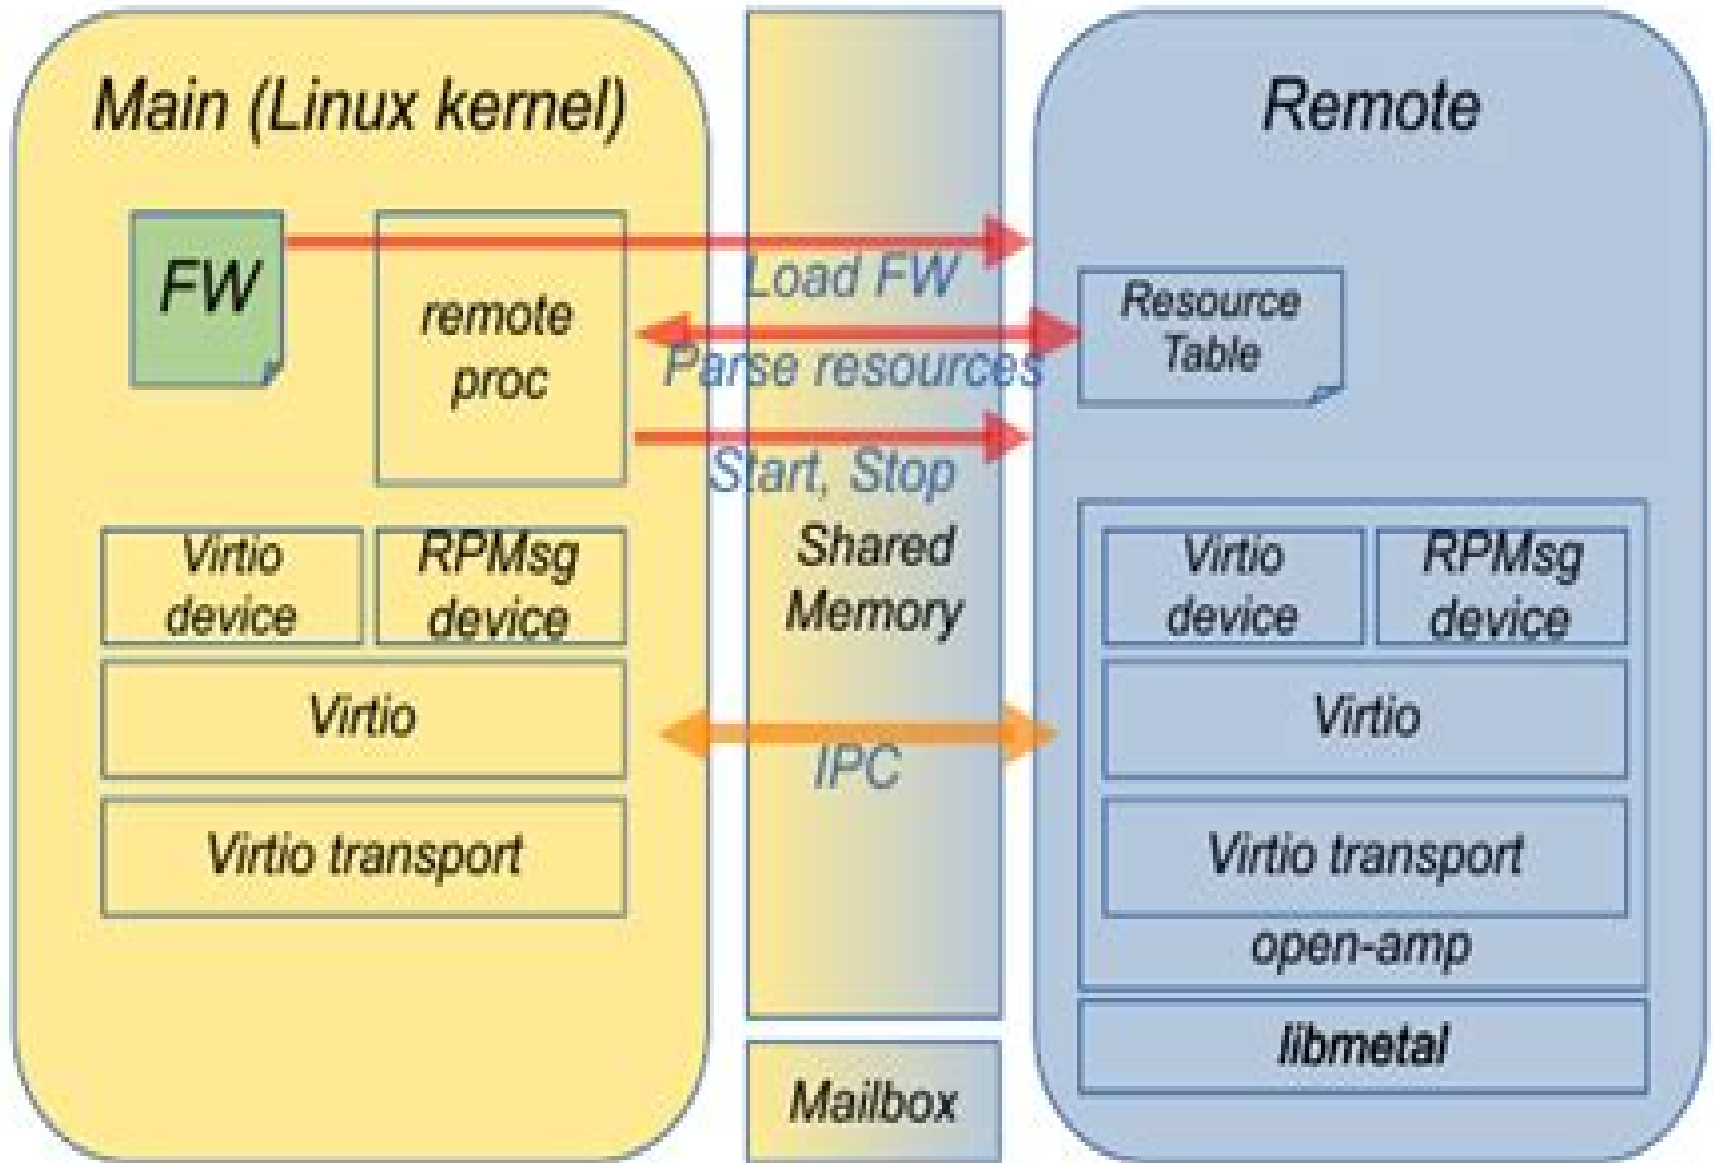 Main (Linux kernel)
FW
remote
proc
Virtio
device
RPMsg
device
Virtio
Virtio transport
Load FW
Parse resources
Start, Stop
Shared
Memory
IPC
Mailbox
Remote
Resource
Table
Virtio
device
RPMsg
device
Virtio
Virtio transport
open-amp
libmetal